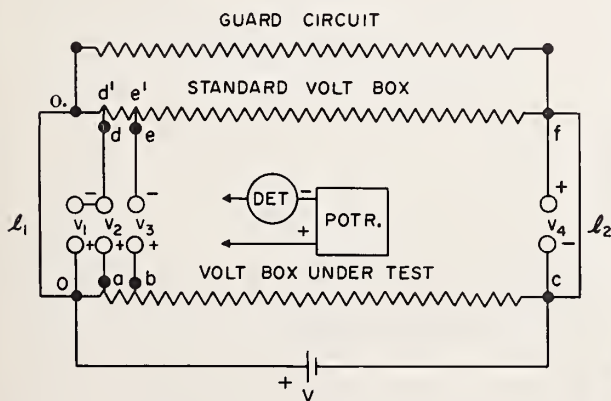 GUARD CIRCUIT
STANDARD VOLT BOX
O. d' e' f
d e
− − +
ℓ₁ v₁ v₂ v₃ v₄ ℓ₂
+ + + −
DET − POTR.
+
VOLT BOX UNDER TEST
O a b c
+ V